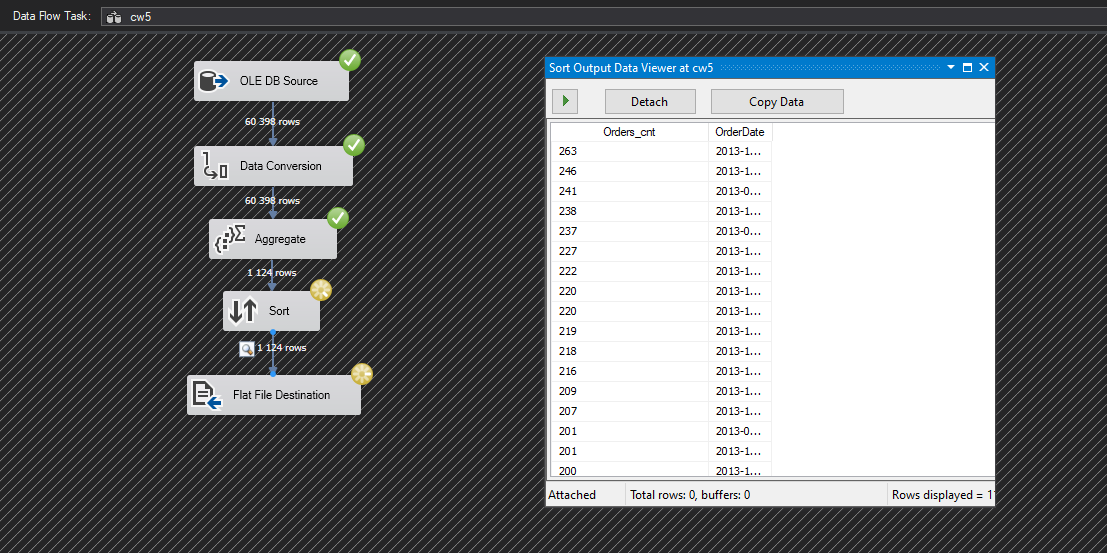 Data Flow Task: cw5
OLE DB Source
60 398 rows
Data Conversion
60 398 rows
Aggregate
1 124 rows
Sort
1 124 rows
Flat File Destination
Sort Output Data Viewer at cw5
Detach Copy Data
Orders_cnt OrderDate
263 2013-1...
246 2013-1...
241 2013-0...
238 2013-1...
237 2013-0...
227 2013-1...
222 2013-1...
220 2013-1...
220 2013-1...
219 2013-1...
218 2013-1...
216 2013-1...
209 2013-1...
207 2013-1...
201 2013-0...
201 2013-1...
200 2013-1...
Attached Total rows: 0, buffers: 0 Rows displayed = 1